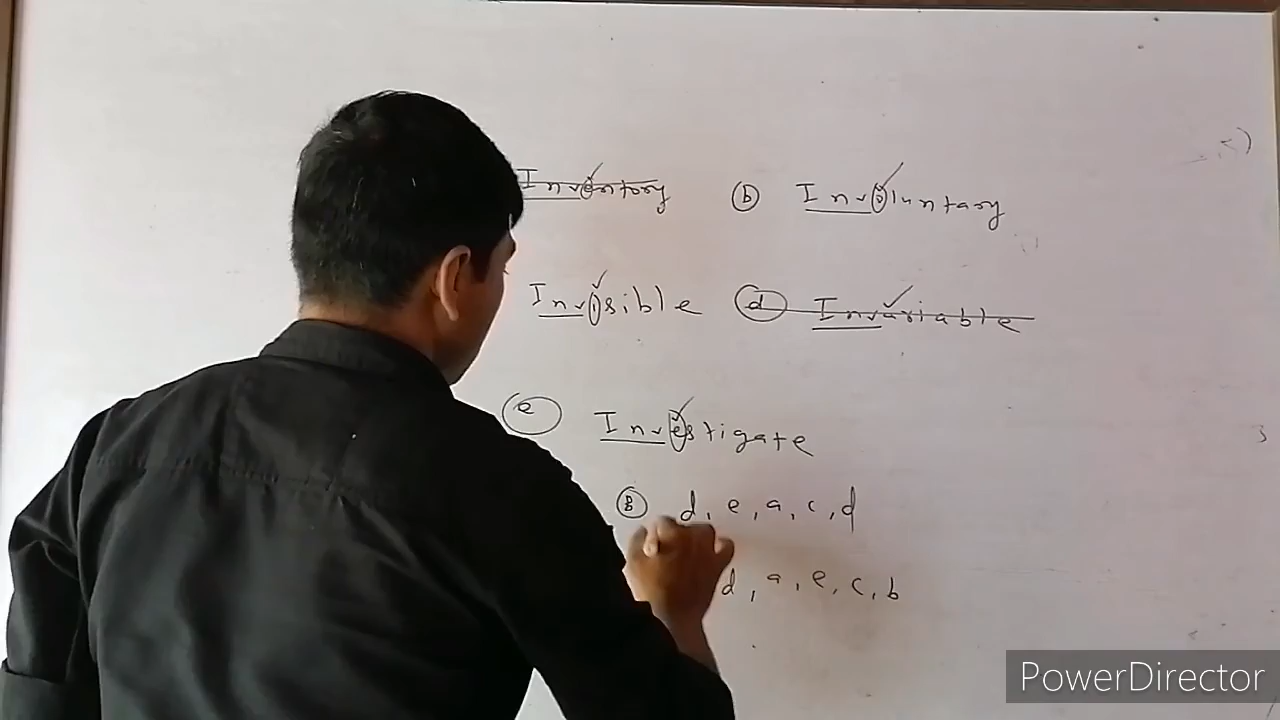 Inventory ⓑ Involuntary
Invisible ⓓ Invariable
ⓔ Investigate
Ⓑ d, e, a, c, d
d, a, e, c, b
PowerDirector